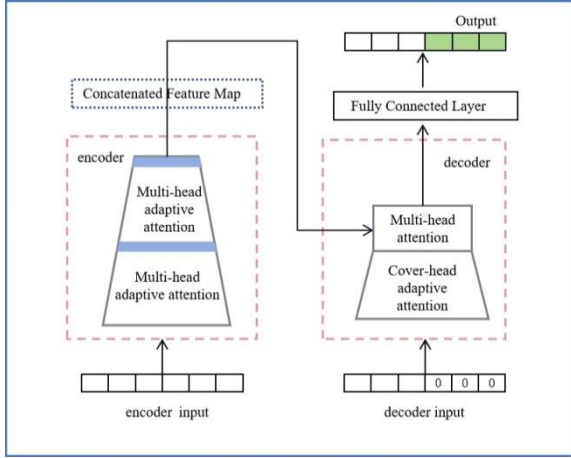 Output
Concatenated Feature Map
Fully Connected Layer
encoder
decoder
Multi-head
adaptive
attention
Multi-head
adaptive attention
Multi-head
attention
Cover-head
adaptive
attention
0 0 0
encoder input
decoder input